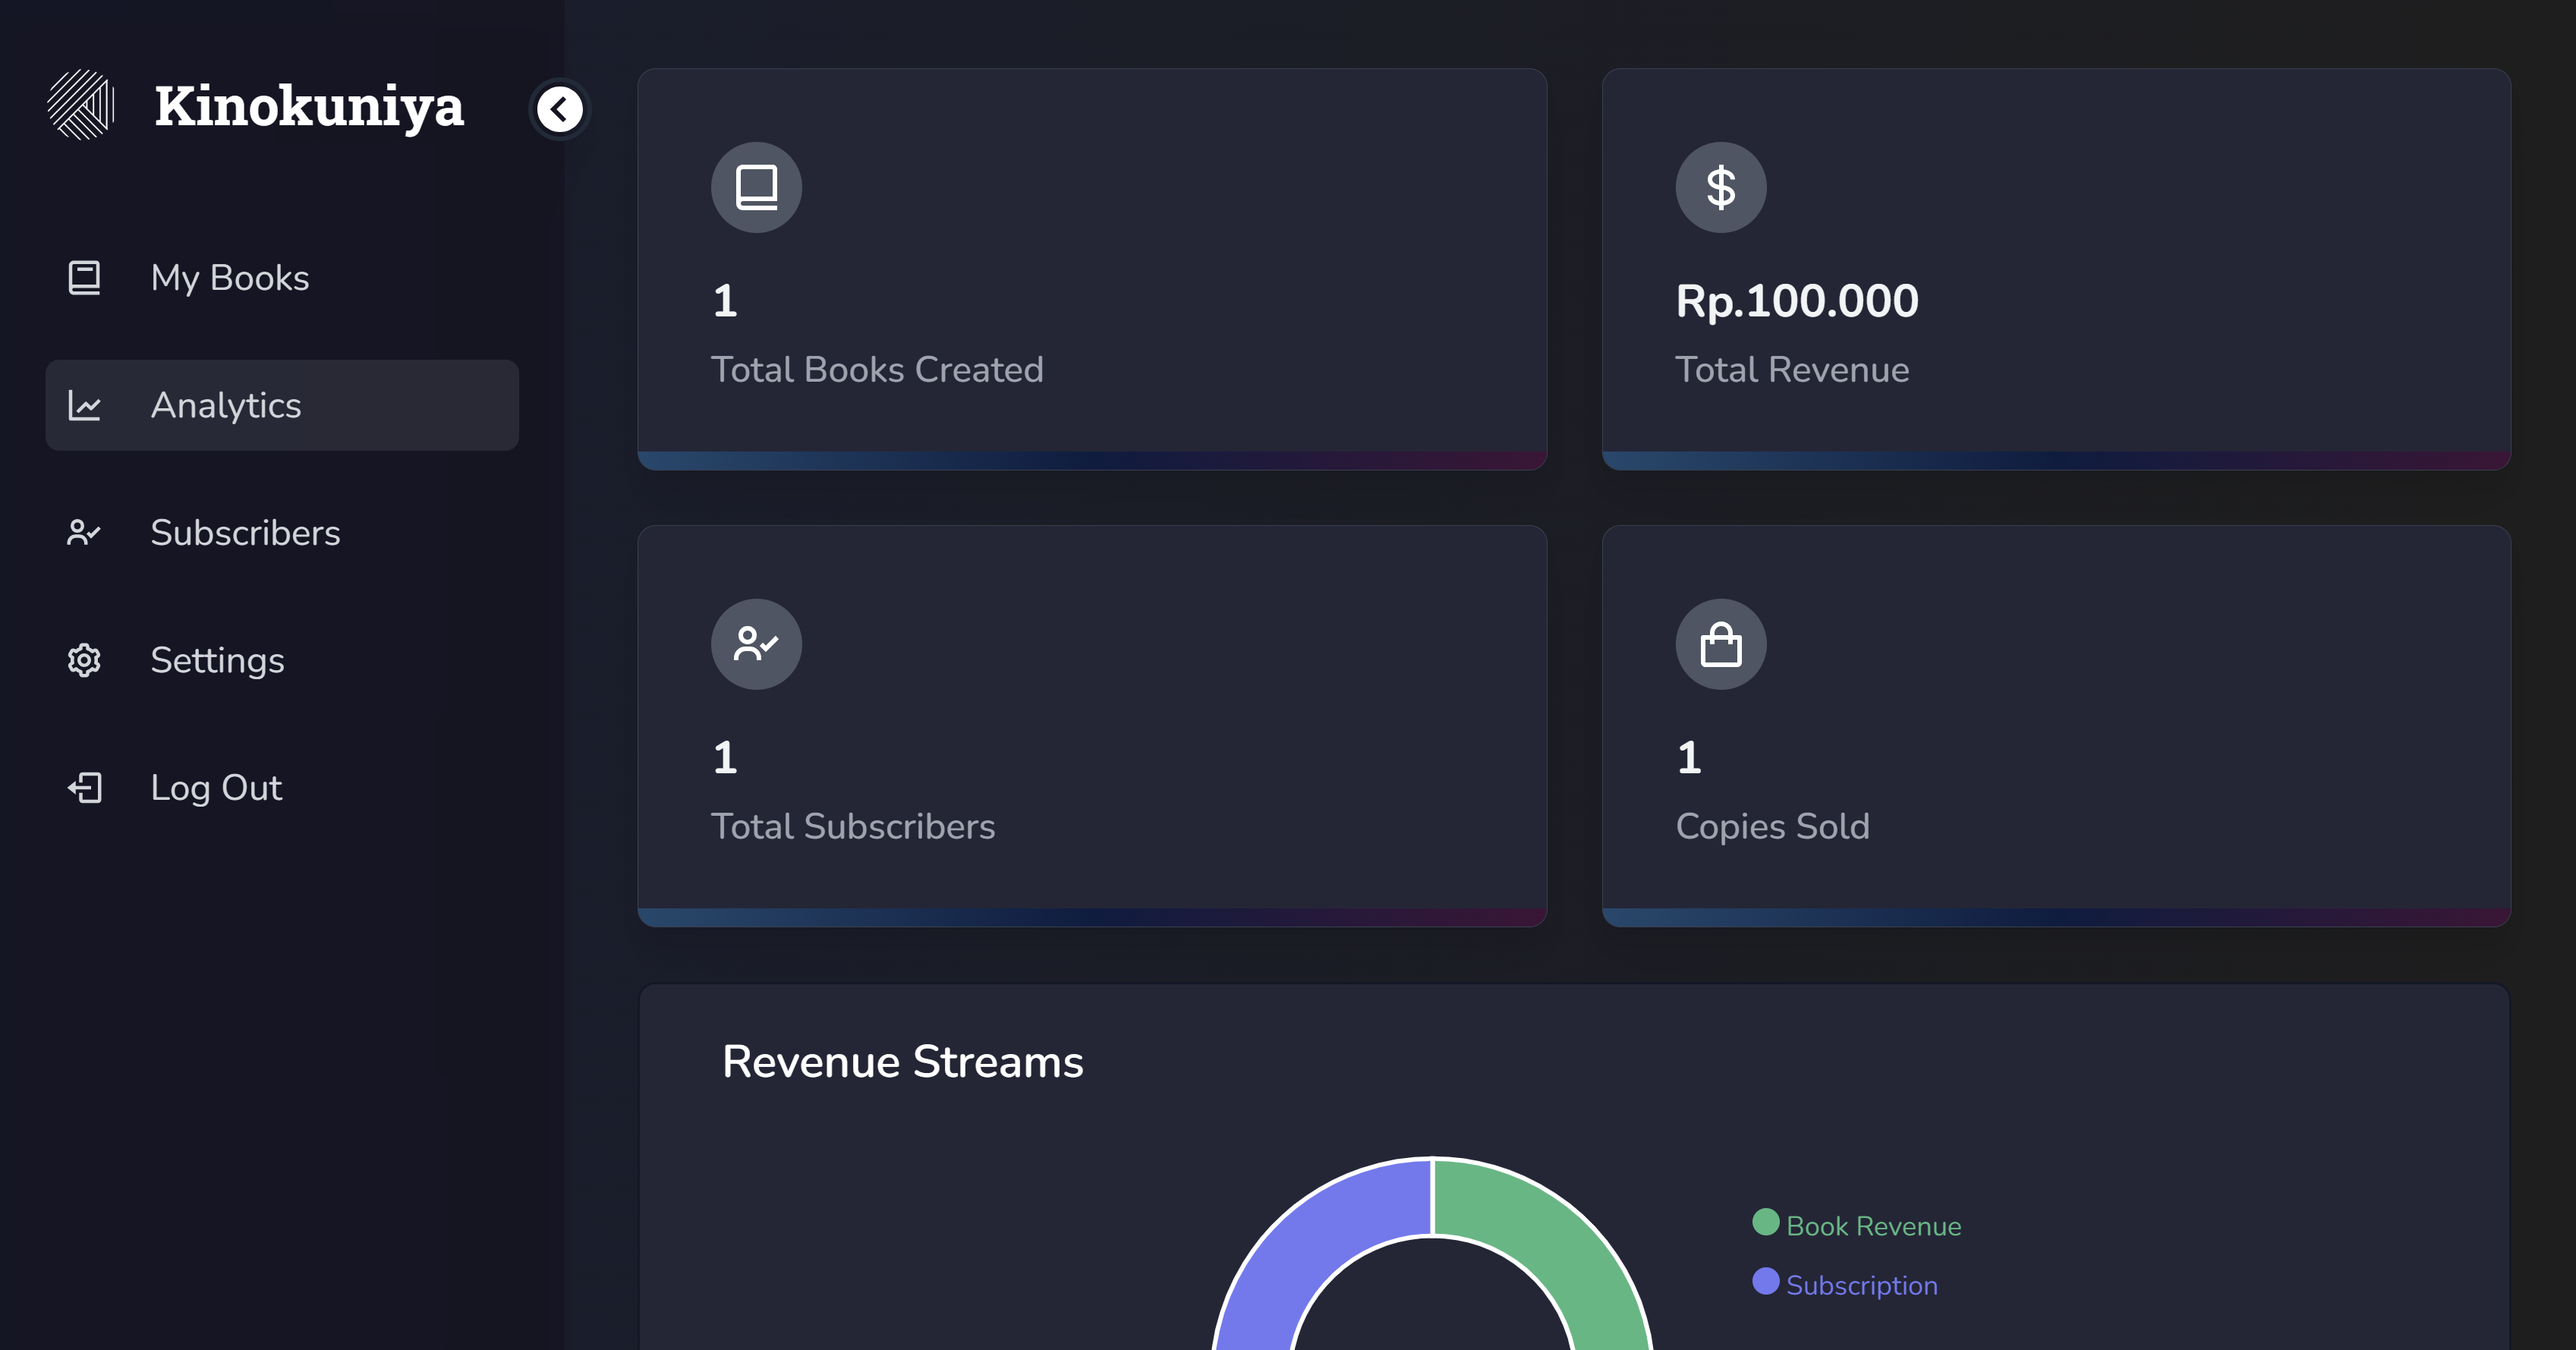 Kinokuniya
My Books
Analytics
Subscribers
Settings
Log Out
1
Total Books Created
Rp.100.000
Total Revenue
1
Total Subscribers
1
Copies Sold
Revenue Streams
Book Revenue
Subscription